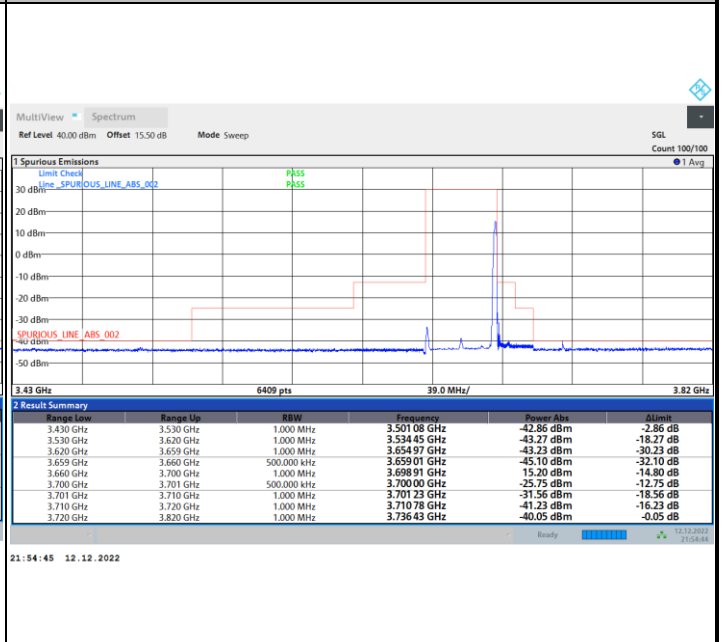 MultiView Spectrum
Ref Level 40.00 dBm Offset 15.50 dB Mode Sweep SGL
Count 100/100
1 Spurious Emissions 1 Avg
Limit Check PASS
Line _SPURIOUS_LINE_ABS_002 PASS
30 dBm
20 dBm
10 dBm
0 dBm
-10 dBm
-20 dBm
-30 dBm
SPURIOUS_LINE_ABS_002
-40 dBm
-50 dBm
3.43 GHz 6409 pts 39.0 MHz/ 3.82 GHz
2 Result Summary
Range Low Range Up RBW Frequency Power Abs ΔLimit
3.430 GHz 3.530 GHz 1.000 MHz 3.501 08 GHz -42.86 dBm -2.86 dB
3.530 GHz 3.620 GHz 1.000 MHz 3.534 45 GHz -43.27 dBm -18.27 dB
3.620 GHz 3.659 GHz 1.000 MHz 3.654 97 GHz -43.23 dBm -30.23 dB
3.659 GHz 3.660 GHz 500.000 kHz 3.659 01 GHz -45.10 dBm -32.10 dB
3.660 GHz 3.700 GHz 1.000 MHz 3.698 91 GHz 15.20 dBm -14.80 dB
3.700 GHz 3.701 GHz 500.000 kHz 3.700 00 GHz -25.75 dBm -12.75 dB
3.701 GHz 3.710 GHz 1.000 MHz 3.701 23 GHz -31.56 dBm -18.56 dB
3.710 GHz 3.720 GHz 1.000 MHz 3.710 78 GHz -41.23 dBm -16.23 dB
3.720 GHz 3.820 GHz 1.000 MHz 3.736 43 GHz -40.05 dBm -0.05 dB
Ready 12.12.2022
21:54:44
21:54:45 12.12.2022